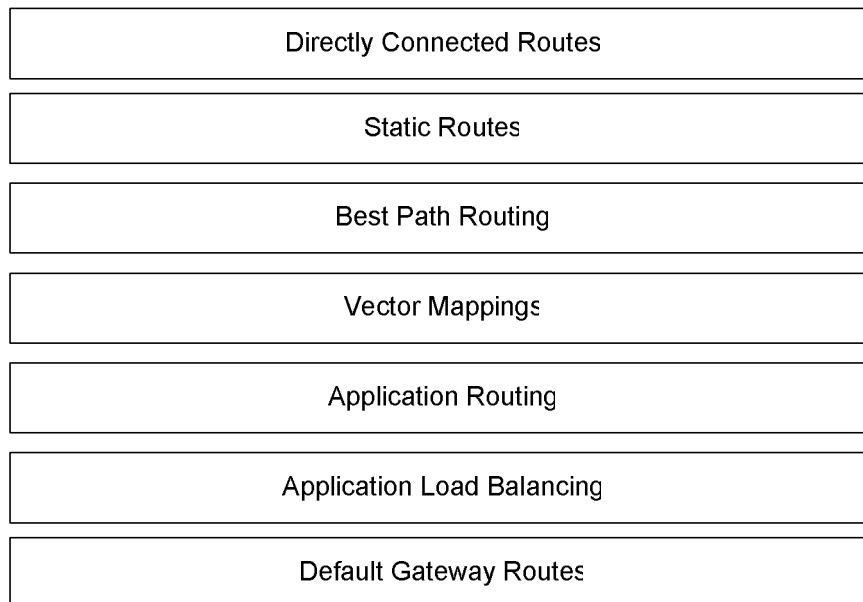 Directly Connected Routes
Static Routes
Best Path Routing
Vector Mappings
Application Routing
Application Load Balancing
Default Gateway Routes